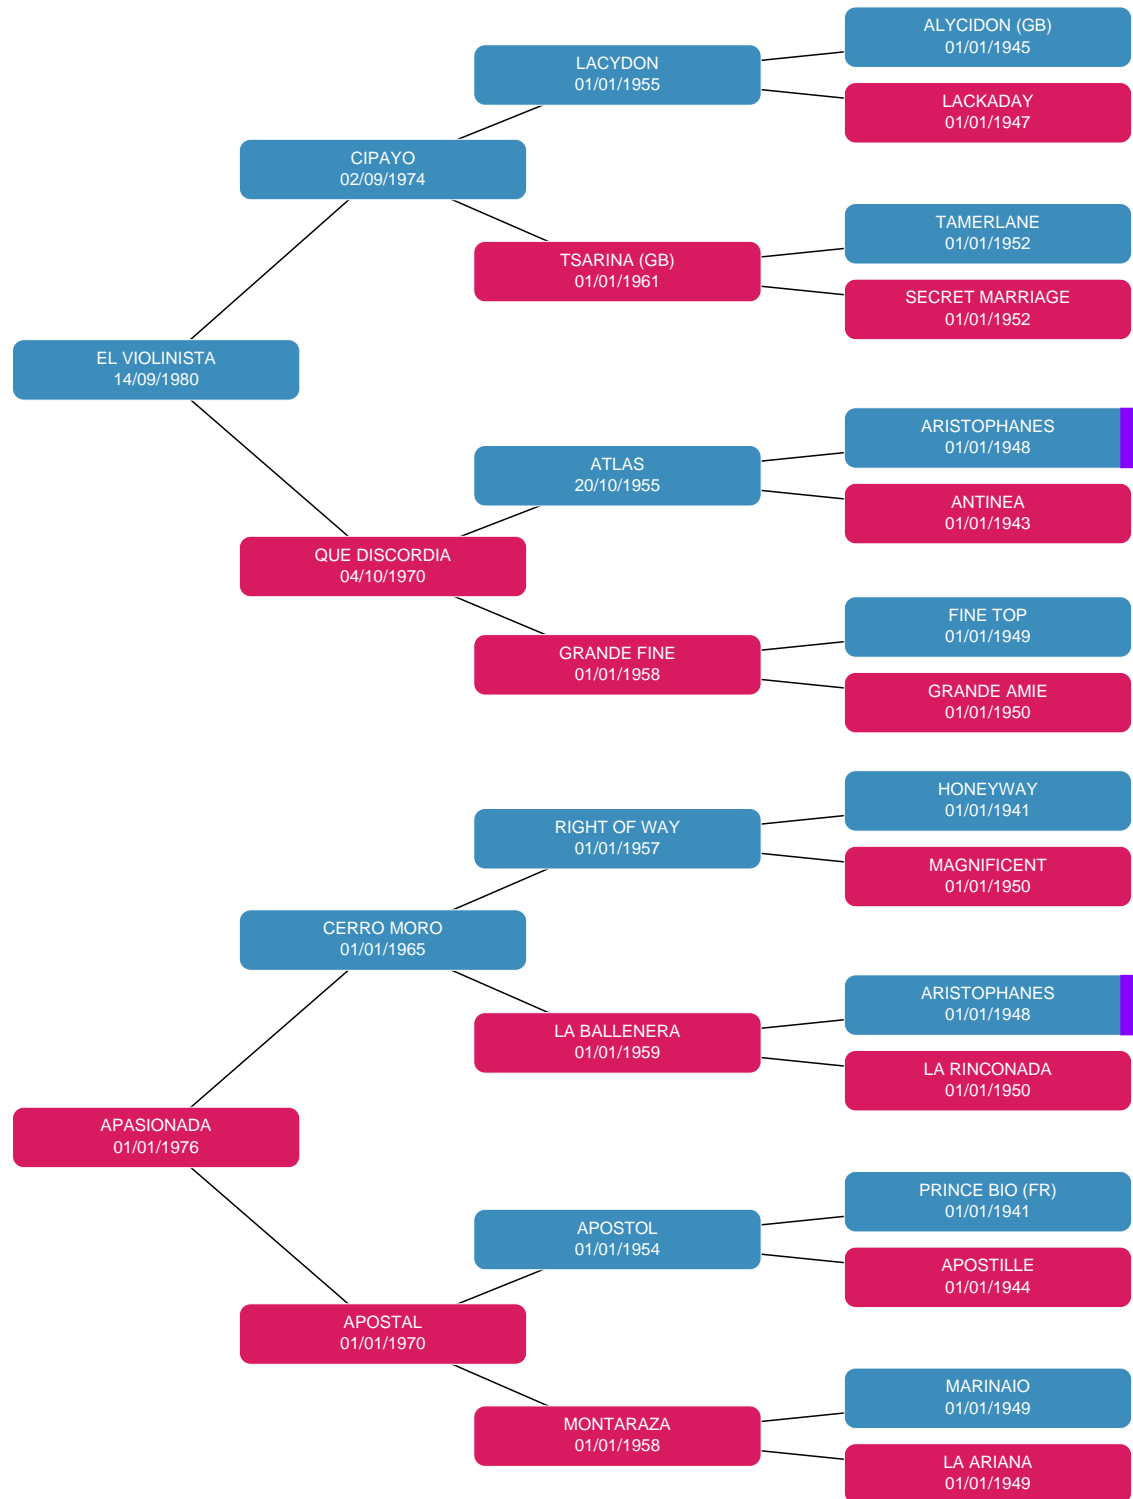 ALYCIDON (GB)
01/01/1945
LACYDON
01/01/1955
LACKADAY
01/01/1947
CIPAYO
02/09/1974
TAMERLANE
01/01/1952
TSARINA (GB)
01/01/1961
SECRET MARRIAGE
01/01/1952
EL VIOLINISTA
14/09/1980
ARISTOPHANES
01/01/1948
ATLAS
20/10/1955
ANTINEA
01/01/1943
QUE DISCORDIA
04/10/1970
FINE TOP
01/01/1949
GRANDE FINE
01/01/1958
GRANDE AMIE
01/01/1950
HONEYWAY
01/01/1941
RIGHT OF WAY
01/01/1957
MAGNIFICENT
01/01/1950
CERRO MORO
01/01/1965
ARISTOPHANES
01/01/1948
LA BALLENERA
01/01/1959
LA RINCONADA
01/01/1950
APASIONADA
01/01/1976
PRINCE BIO (FR)
01/01/1941
APOSTOL
01/01/1954
APOSTILLE
01/01/1944
APOSTAL
01/01/1970
MARINAIO
01/01/1949
MONTARAZA
01/01/1958
LA ARIANA
01/01/1949